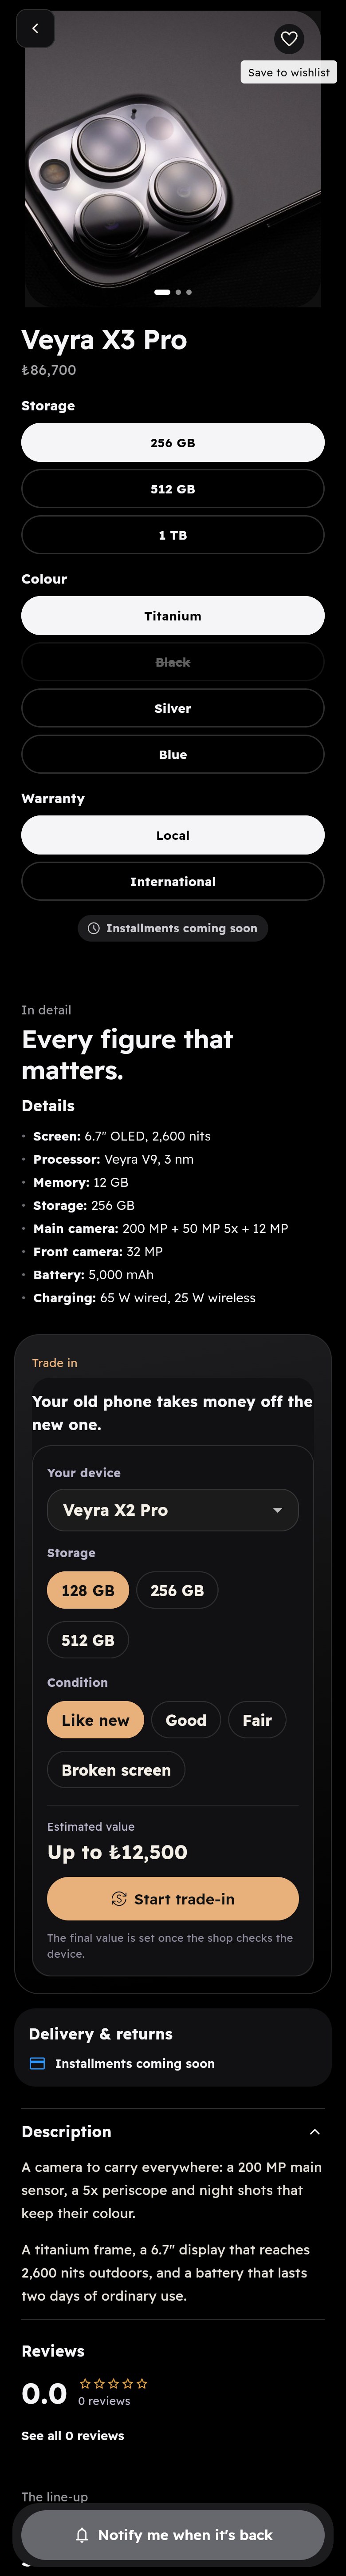 Save to wishlist
Veyra X3 Pro
₺86,700
Storage
256 GB
512 GB
1 TB
Colour
Titanium
Black
Silver
Blue
Warranty
Local
International
Installments coming soon
In detail
Every figure that
matters.
Details
• Screen: 6.7" OLED, 2,600 nits
• Processor: Veyra V9, 3 nm
• Memory: 12 GB
• Storage: 256 GB
• Main camera: 200 MP + 50 MP 5x + 12 MP
• Front camera: 32 MP
• Battery: 5,000 mAh
• Charging: 65 W wired, 25 W wireless
Trade in
Your old phone takes money off the
new one.
Your device
Veyra X2 Pro
Storage
128 GB
256 GB
512 GB
Condition
Like new
Good
Fair
Broken screen
Estimated value
Up to ₺12,500
Start trade-in
The final value is set once the shop checks the
device.
Delivery & returns
Installments coming soon
Description
A camera to carry everywhere: a 200 MP main
sensor, a 5x periscope and night shots that
keep their colour.
A titanium frame, a 6.7" display that reaches
2,600 nits outdoors, and a battery that lasts
two days of ordinary use.
Reviews
0.0
0 reviews
See all 0 reviews
The line-up
Notify me when it's back